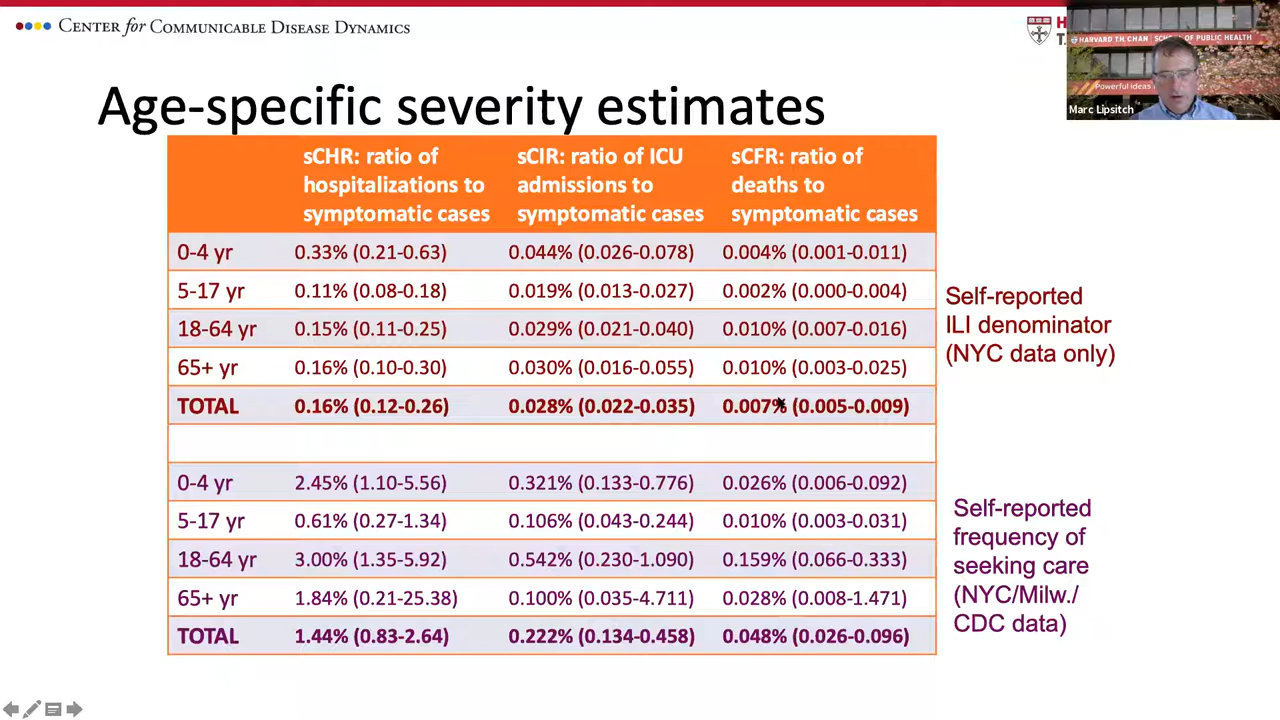 CENTER for COMMUNICABLE DISEASE DYNAMICS
H
T.
HARVARD T.H. CHAN SCHOOL OF PUBLIC HEALTH
Powerful ideas
Marc Lipsitch
Age-specific severity estimates
sCHR: ratio of hospitalizations to symptomatic cases
sCIR: ratio of ICU admissions to symptomatic cases
sCFR: ratio of deaths to symptomatic cases
0-4 yr 0.33% (0.21-0.63) 0.044% (0.026-0.078) 0.004% (0.001-0.011)
5-17 yr 0.11% (0.08-0.18) 0.019% (0.013-0.027) 0.002% (0.000-0.004)
18-64 yr 0.15% (0.11-0.25) 0.029% (0.021-0.040) 0.010% (0.007-0.016)
65+ yr 0.16% (0.10-0.30) 0.030% (0.016-0.055) 0.010% (0.003-0.025)
TOTAL 0.16% (0.12-0.26) 0.028% (0.022-0.035) 0.007% (0.005-0.009)
Self-reported
ILI denominator
(NYC data only)
0-4 yr 2.45% (1.10-5.56) 0.321% (0.133-0.776) 0.026% (0.006-0.092)
5-17 yr 0.61% (0.27-1.34) 0.106% (0.043-0.244) 0.010% (0.003-0.031)
18-64 yr 3.00% (1.35-5.92) 0.542% (0.230-1.090) 0.159% (0.066-0.333)
65+ yr 1.84% (0.21-25.38) 0.100% (0.035-4.711) 0.028% (0.008-1.471)
TOTAL 1.44% (0.83-2.64) 0.222% (0.134-0.458) 0.048% (0.026-0.096)
Self-reported
frequency of
seeking care
(NYC/Milw./
CDC data)